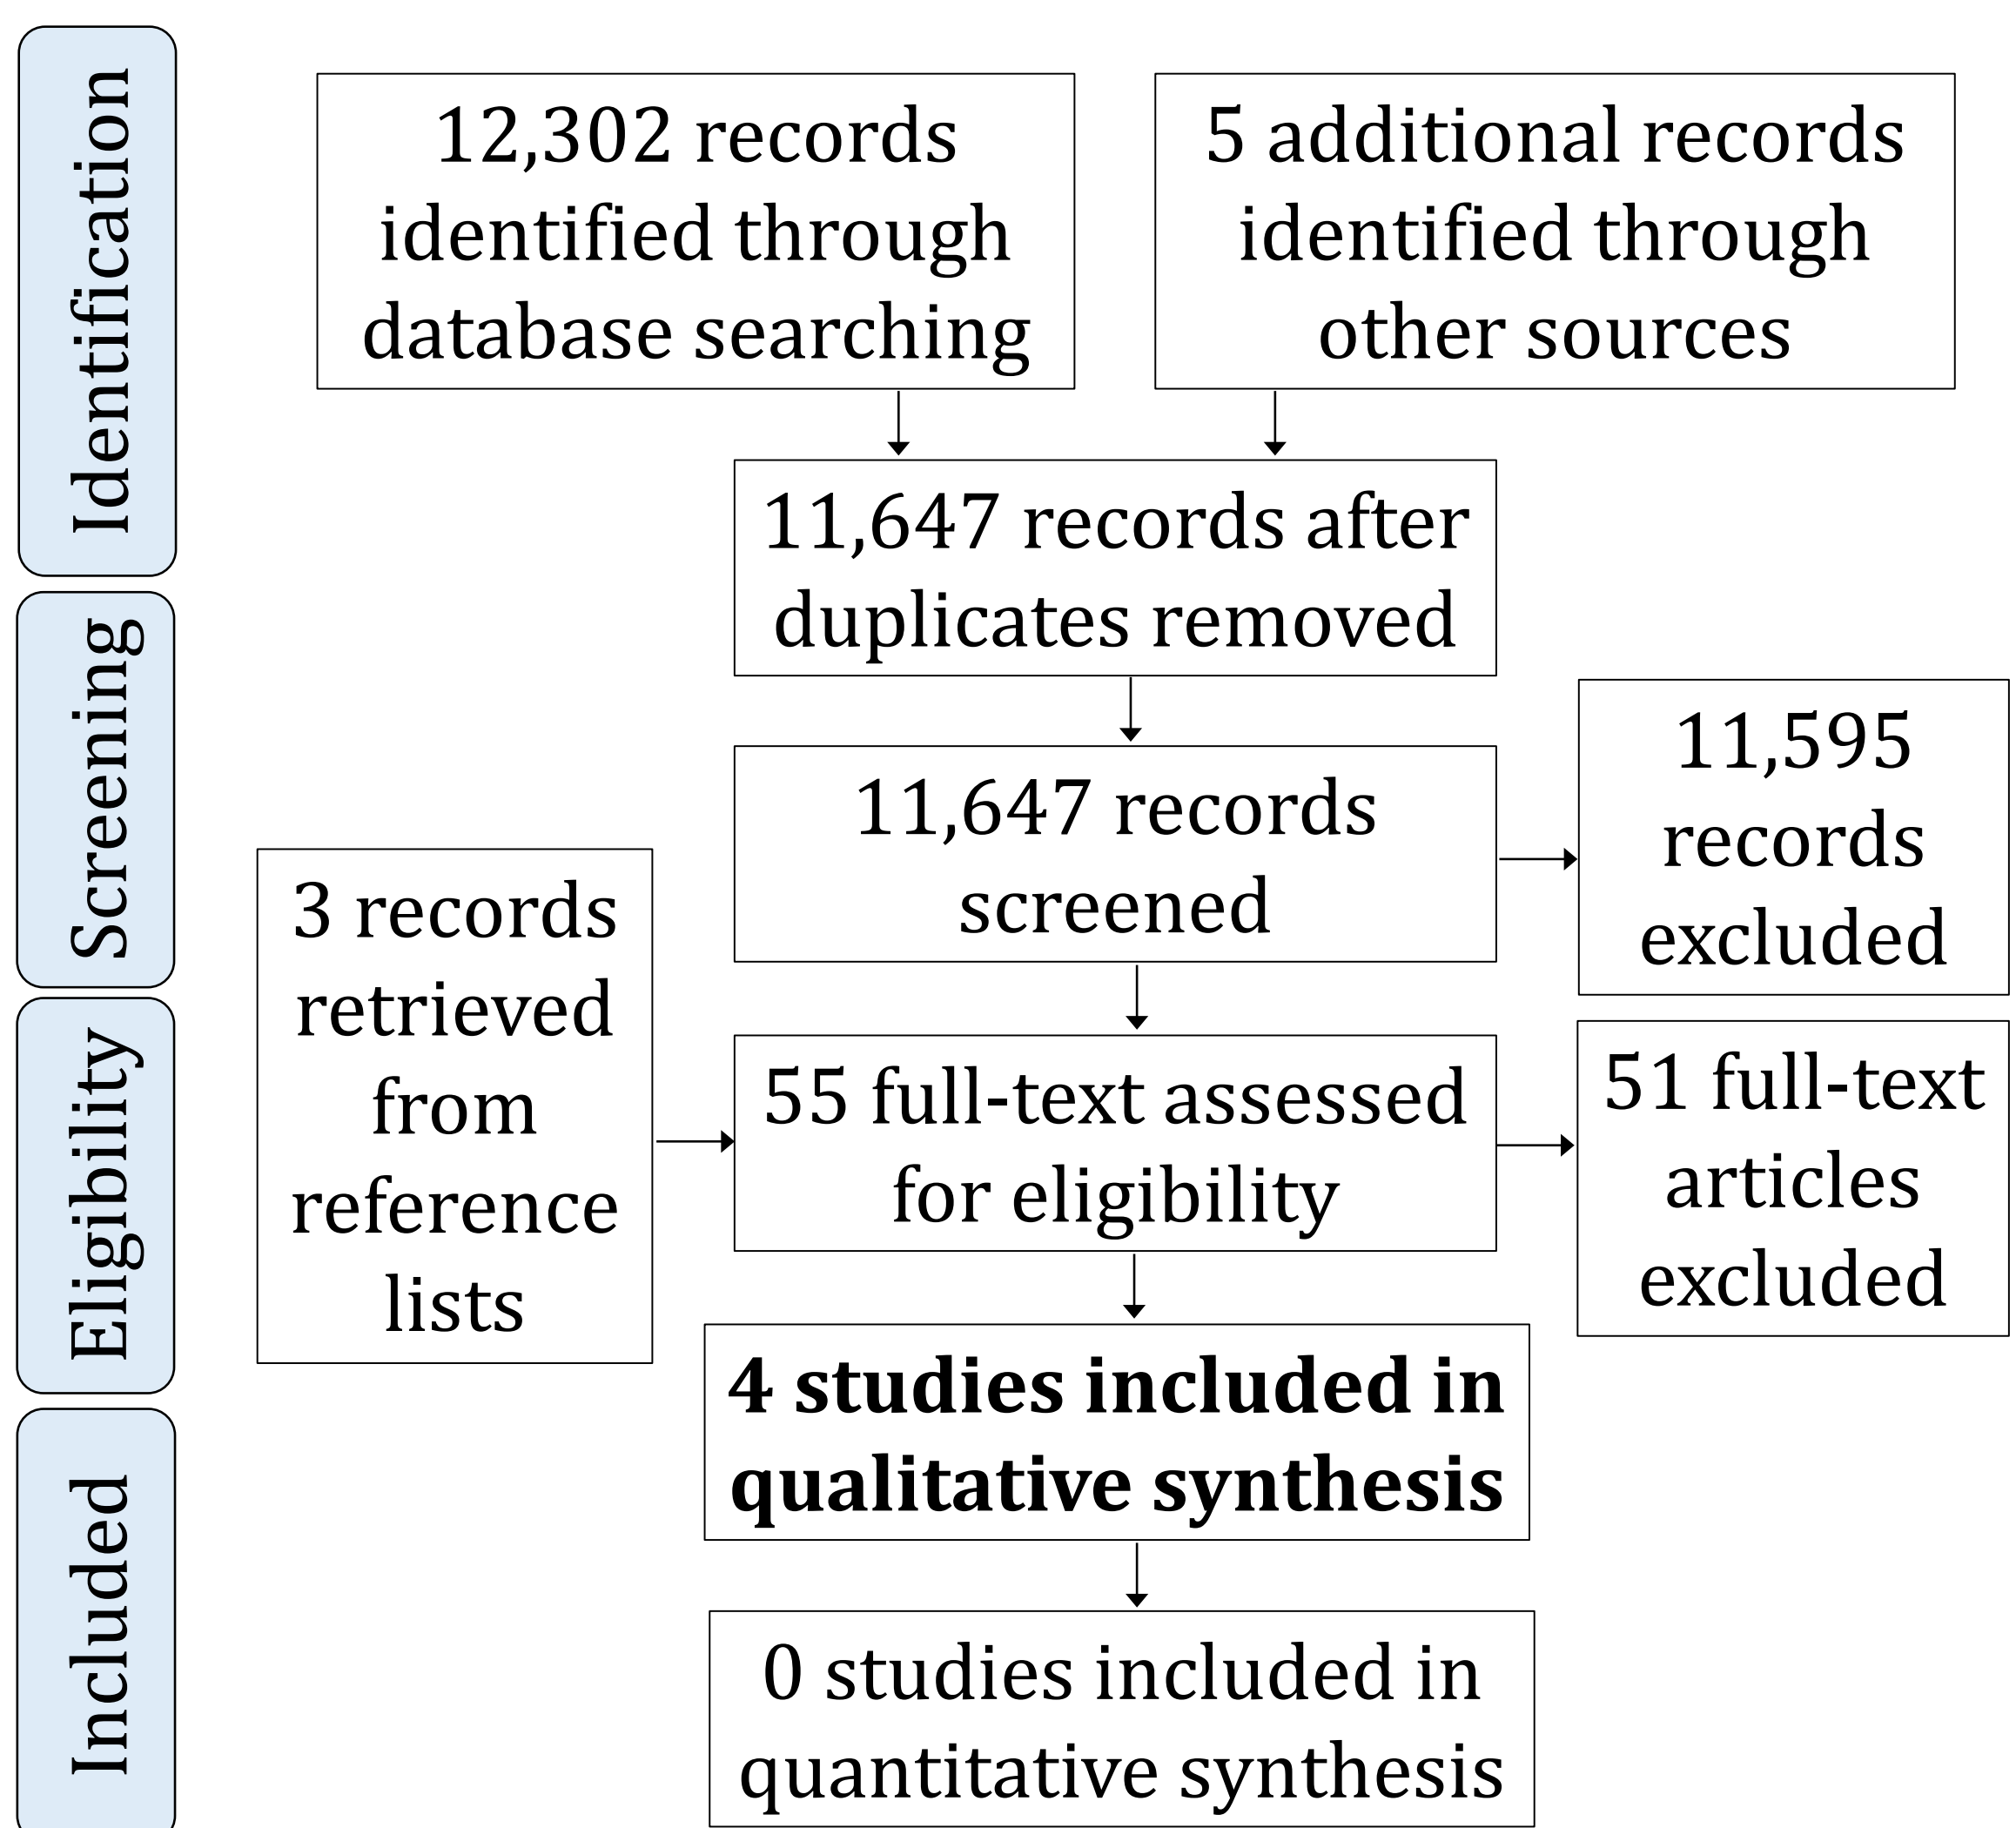 Identification
12,302 records
identified through
database searching
5 additional records
identified through
other sources
11,647 records after
duplicates removed
Screening
11,647 records
screened
11,595
records
excluded
3 records
retrieved
from
reference
lists
Eligibility
55 full-text assessed
for eligibility
51 full-text
articles
excluded
Included
4 studies included in
qualitative synthesis
0 studies included in
quantitative synthesis